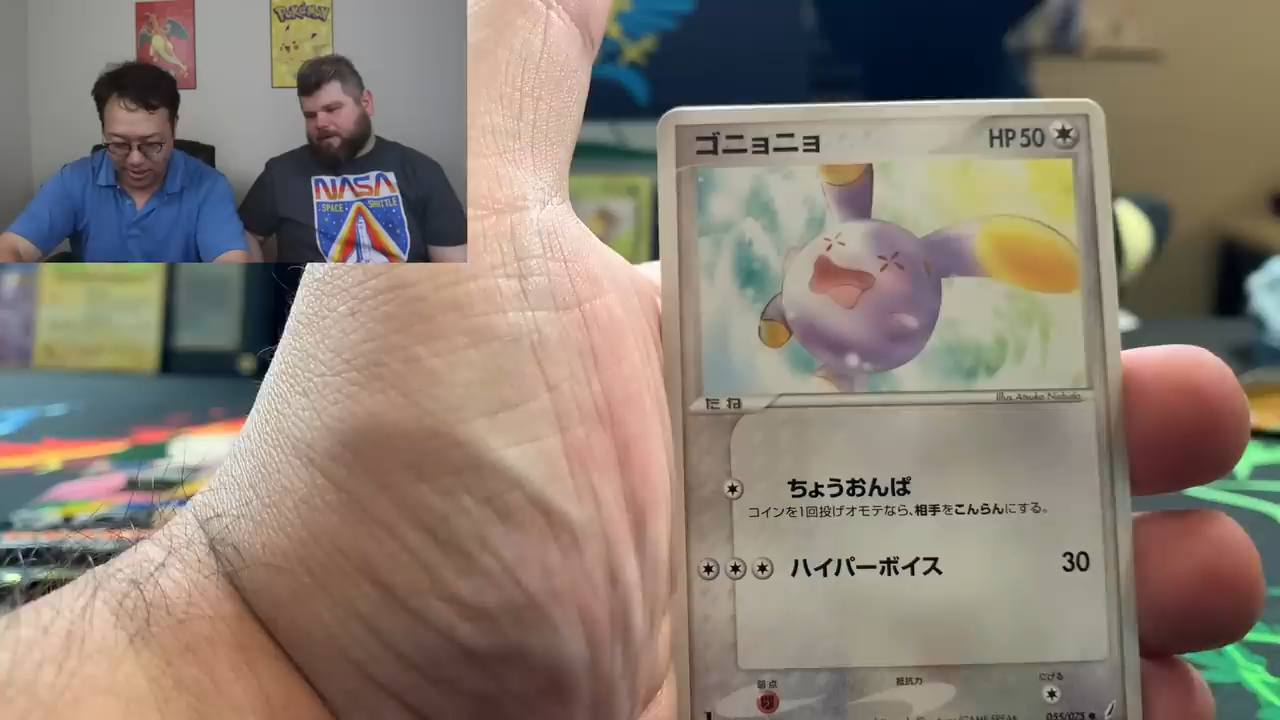 POKÉMON
NASA
SPACE SHUTTLE
ゴニョニョ
HP 50
たね
Illus. Atsuko Nishida
ちょうおんぱ
コインを1回投げオモテなら、相手をこんらんにする。
ハイパーボイス 30
弱点 抵抗力 にげる
055/075